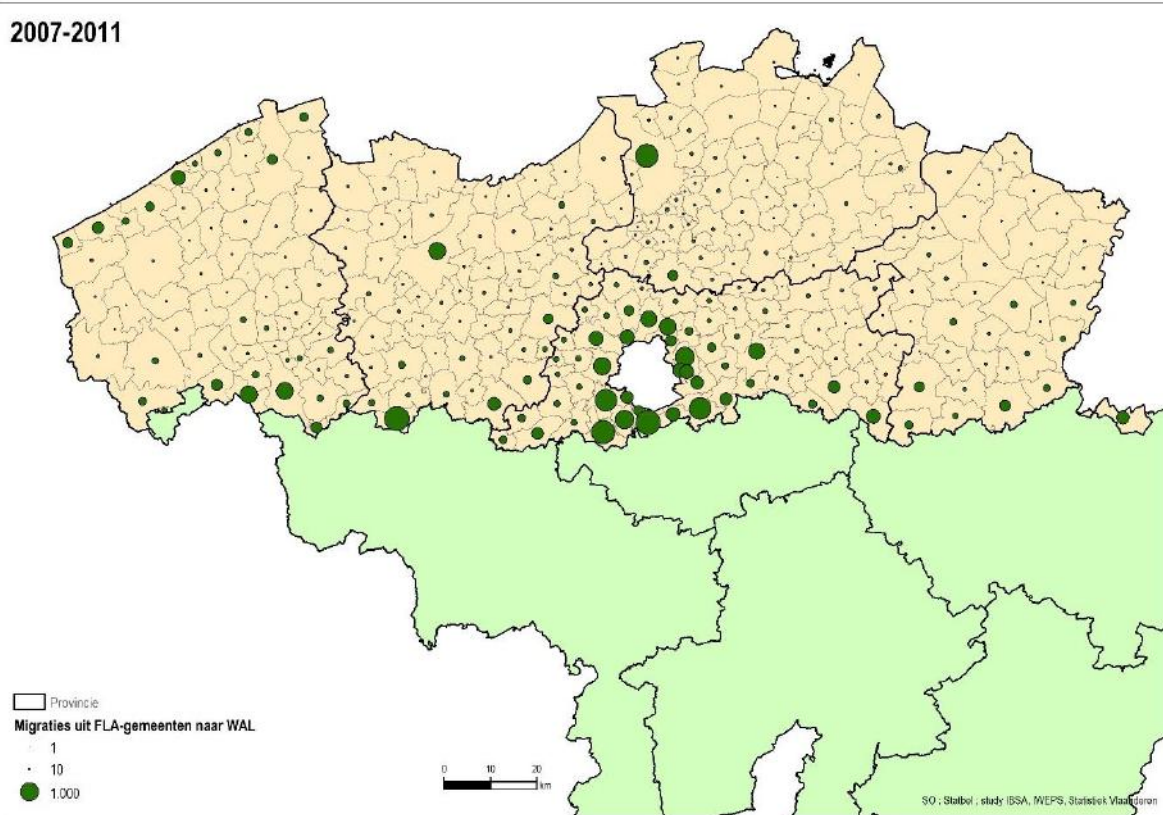 2007-2011
Provincie
Migraties uit FLA-gemeenten naar WAL
1
10
1.000
0 10 20
km
SO : Statbel ; study IBSA, IWEPS, Statistiek Vlaanderen